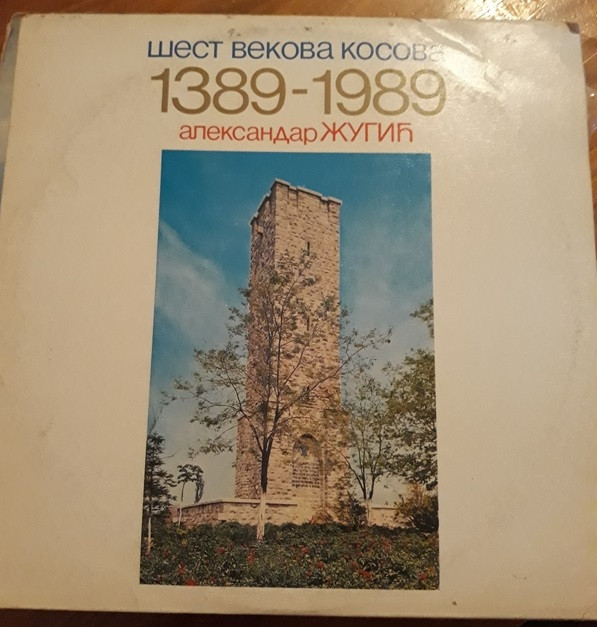 шест векова косова
1389-1989
александар ЖУГИЋ